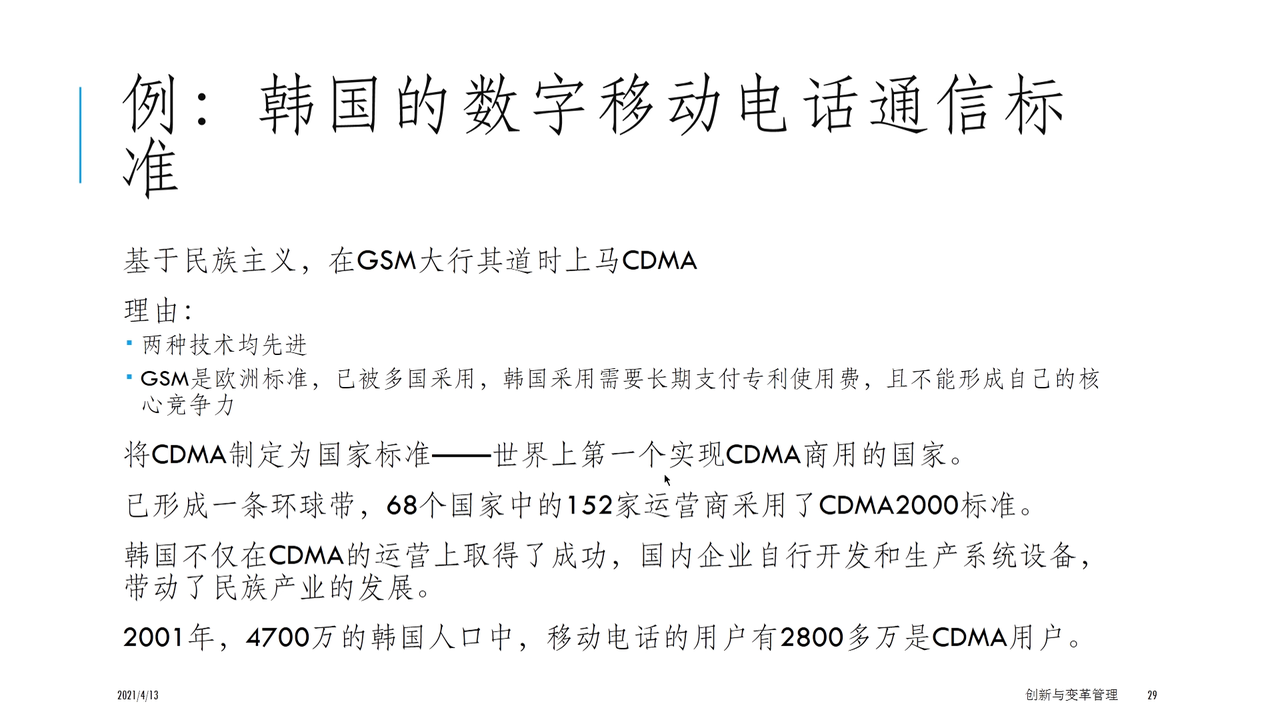 例：韩国的数字移动电话通信标
准
基于民族主义，在GSM大行其道时上马CDMA
理由：
▪ 两种技术均先进
▪ GSM是欧洲标准，已被多国采用，韩国采用需要长期支付专利使用费，且不能形成自己的核
心竞争力
将CDMA制定为国家标准——世界上第一个实现CDMA商用的国家。
已形成一条环球带，68个国家中的152家运营商采用了CDMA2000标准。
韩国不仅在CDMA的运营上取得了成功，国内企业自行开发和生产系统设备，
带动了民族产业的发展。
2001年，4700万的韩国人口中，移动电话的用户有2800多万是CDMA用户。
2021/4/13 创新与变革管理 29